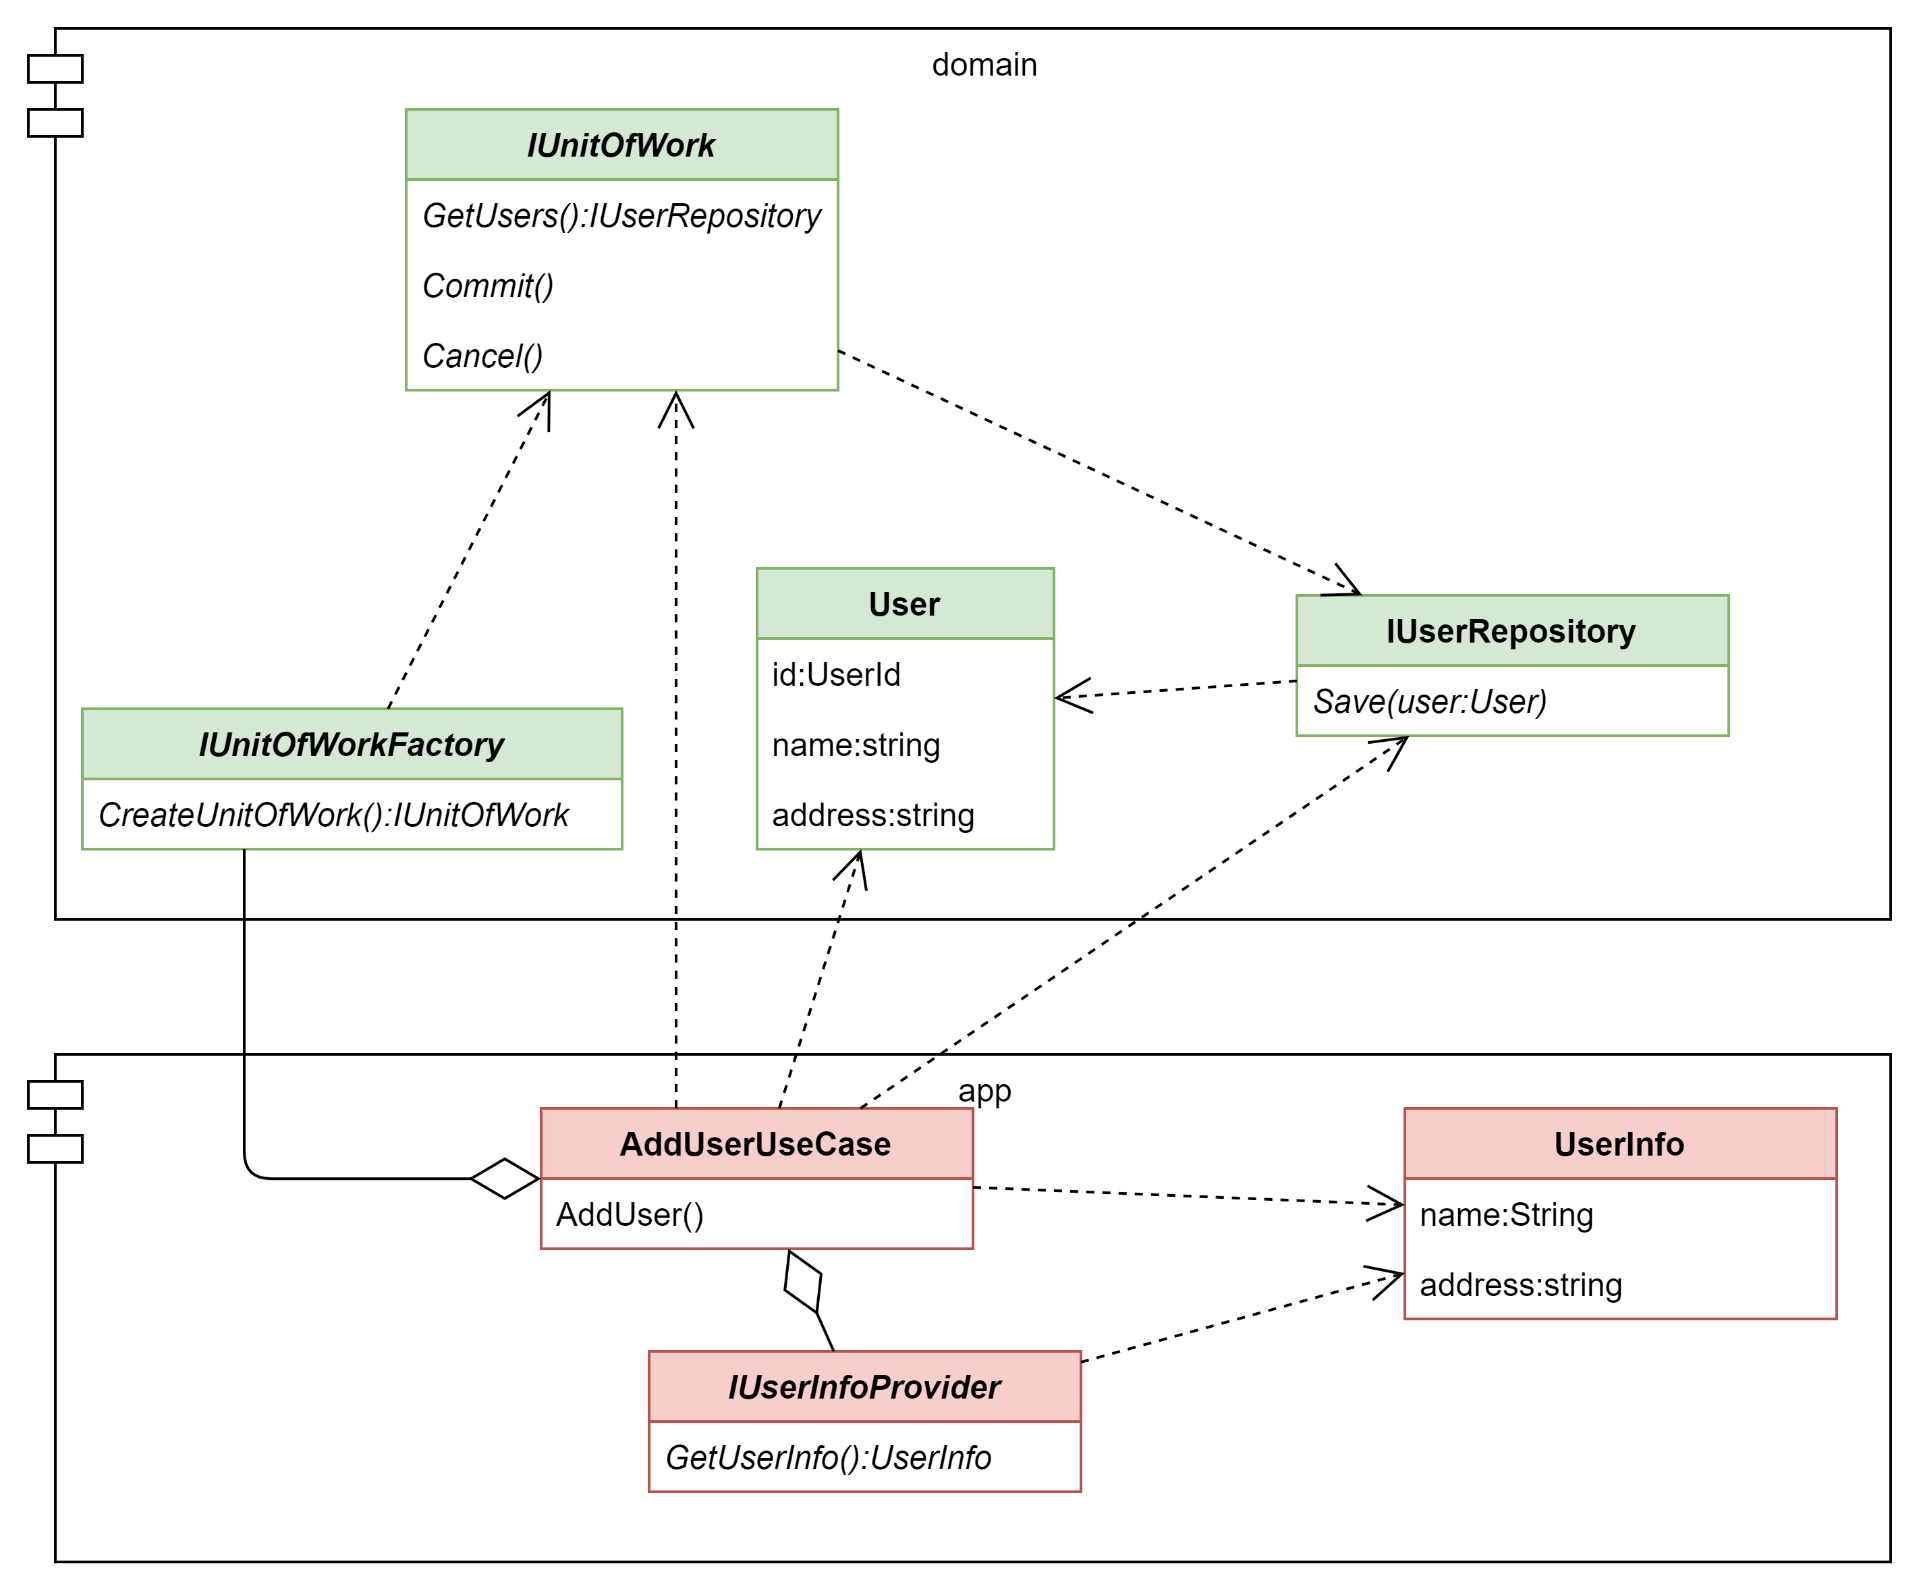 domain
IUnitOfWork
GetUsers():IUserRepository
Commit()
Cancel()
User
id:UserId
name:string
address:string
IUserRepository
Save(user:User)
IUnitOfWorkFactory
CreateUnitOfWork():IUnitOfWork
app
AddUserUseCase
AddUser()
UserInfo
name:String
address:string
IUserInfoProvider
GetUserInfo():UserInfo